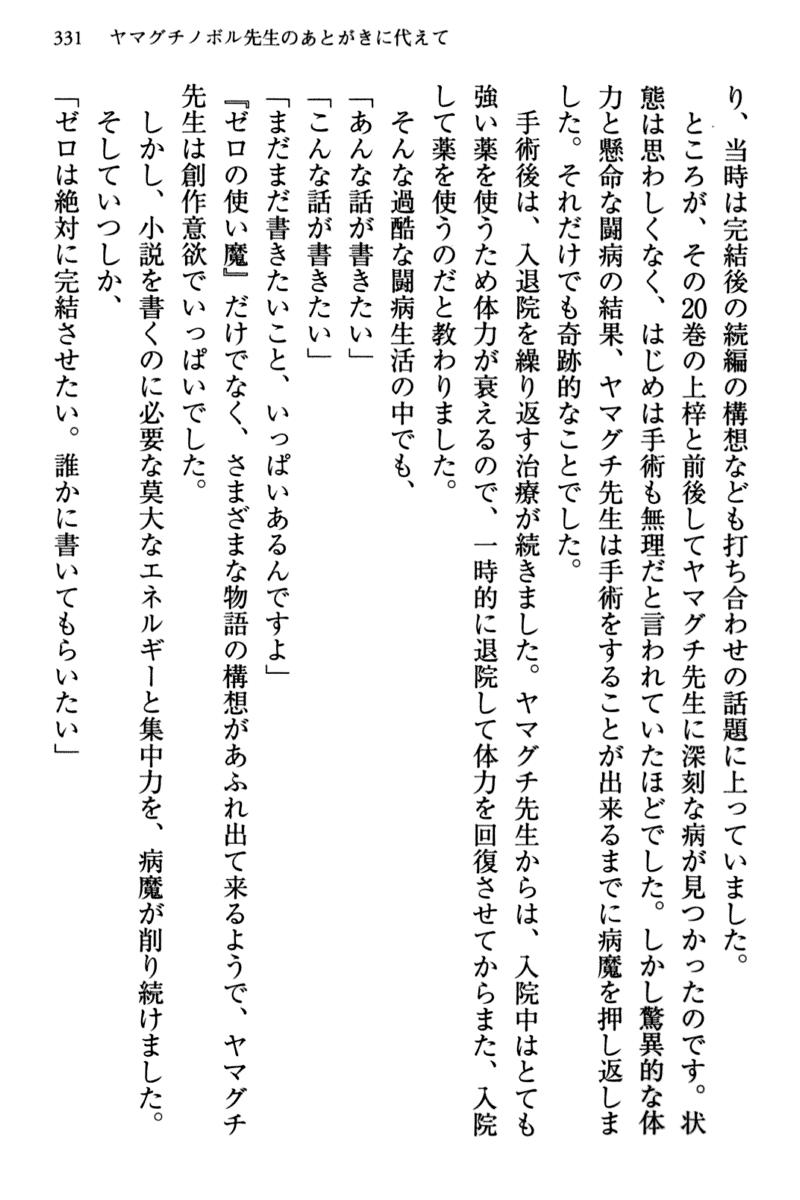 331　ヤマグチノボル先生のあとがきに代えて
り、当時は完結後の続編の構想なども打ち合わせの話題に上っていました。
　ところが、その20巻の上梓と前後してヤマグチ先生に深刻な病が見つかったのです。状
態は思わしくなく、はじめは手術も無理だと言われていたほどでした。しかし驚異的な体
力と懸命な闘病の結果、ヤマグチ先生は手術をすることが出来るまでに病魔を押し返しま
した。それだけでも奇跡的なことでした。
　手術後は、入退院を繰り返す治療が続きました。ヤマグチ先生からは、入院中はとても
強い薬を使うため体力が衰えるので、一時的に退院して体力を回復させてからまた、入院
して薬を使うのだと教わりました。
　そんな過酷な闘病生活の中でも、
「あんな話が書きたい」
「こんな話が書きたい」
「まだまだ書きたいこと、いっぱいあるんですよ」
『ゼロの使い魔』だけでなく、さまざまな物語の構想があふれ出て来るようで、ヤマグチ
先生は創作意欲でいっぱいでした。
　しかし、小説を書くのに必要な莫大なエネルギーと集中力を、病魔が削り続けました。
　そしていつしか、
「ゼロは絶対に完結させたい。誰かに書いてもらいたい」